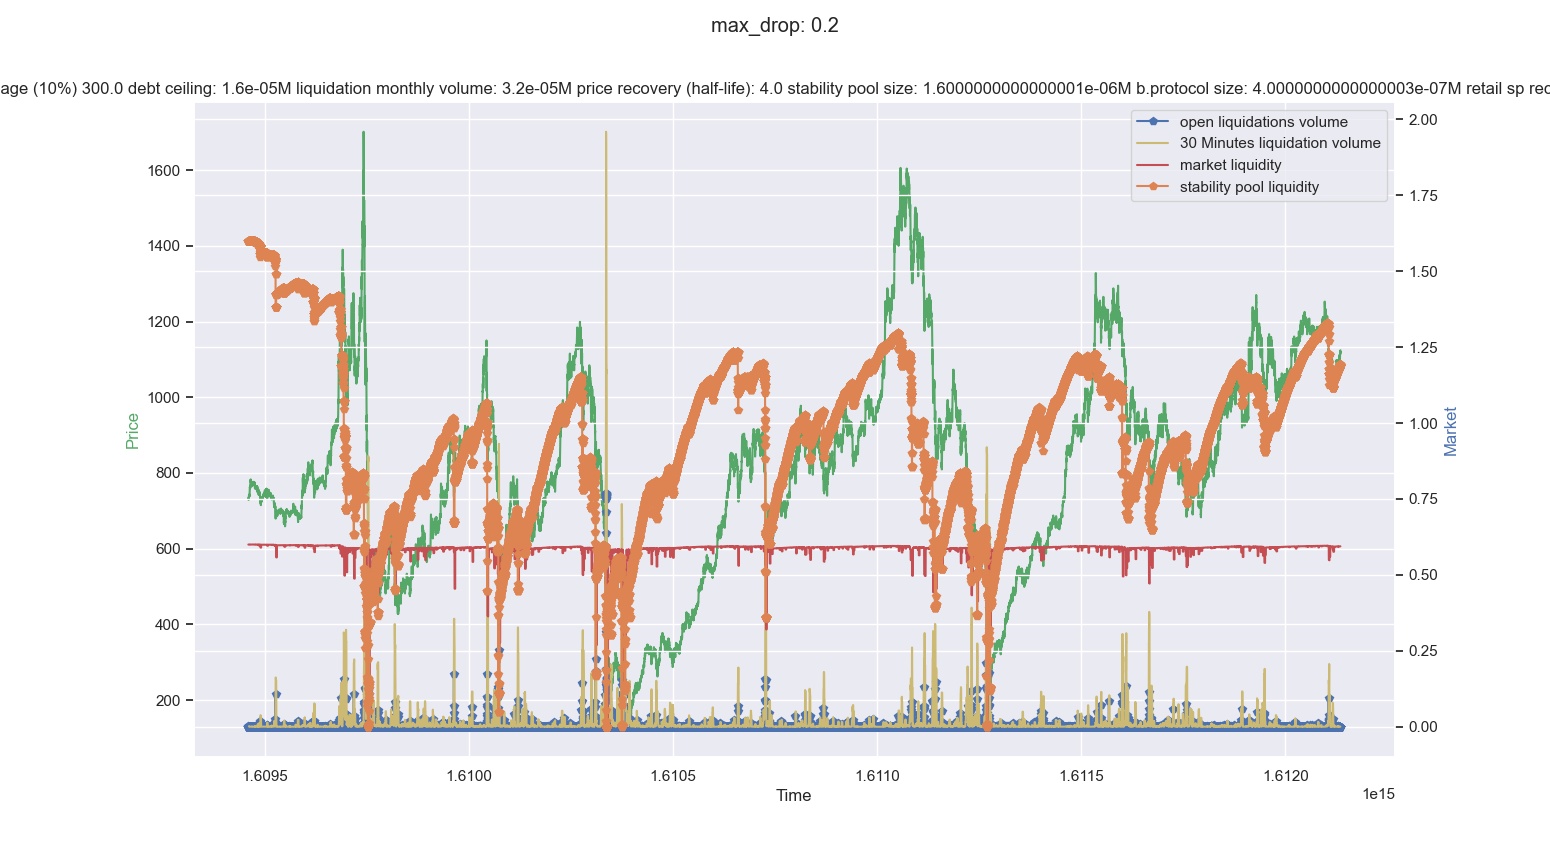 max_drop: 0.2
age (10%) 300.0 debt ceiling: 1.6e-05M liquidation monthly volume: 3.2e-05M price recovery (half-life): 4.0 stability pool size: 1.6000000000000001e-06M b.protocol size: 4.0000000000000003e-07M retail sp rec
open liquidations volume
30 Minutes liquidation volume
market liquidity
stability pool liquidity
Price
1600
1400
1200
1000
800
600
400
200
2.00
1.75
1.50
1.25
1.00
0.75
0.50
0.25
0.00
Market
1.6095
1.6100
1.6105
1.6110
1.6115
1.6120
Time
1e15